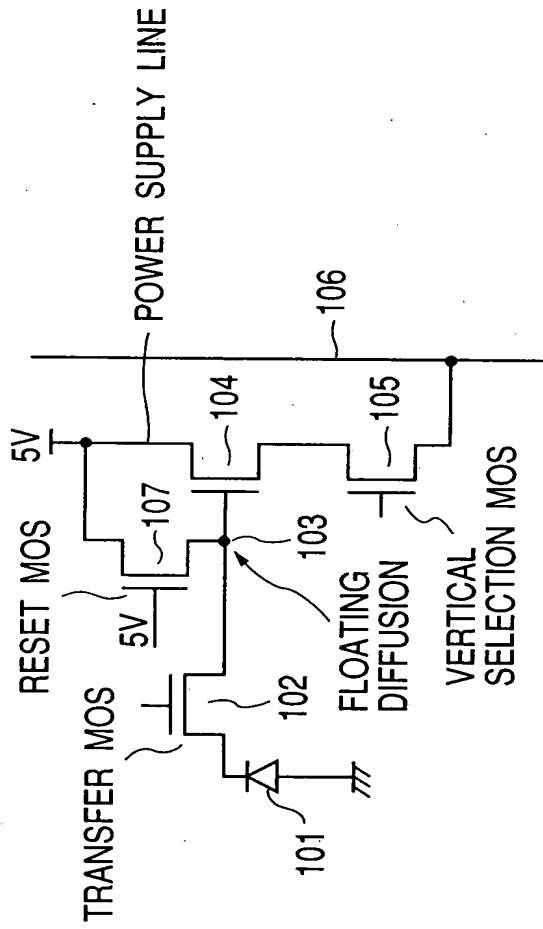 POWER SUPPLY LINE
5V
RESET MOS
107
5V
TRANSFER MOS
104
106
103
105
102
101
FLOATING
DIFFUSION
VERTICAL
SELECTION MOS